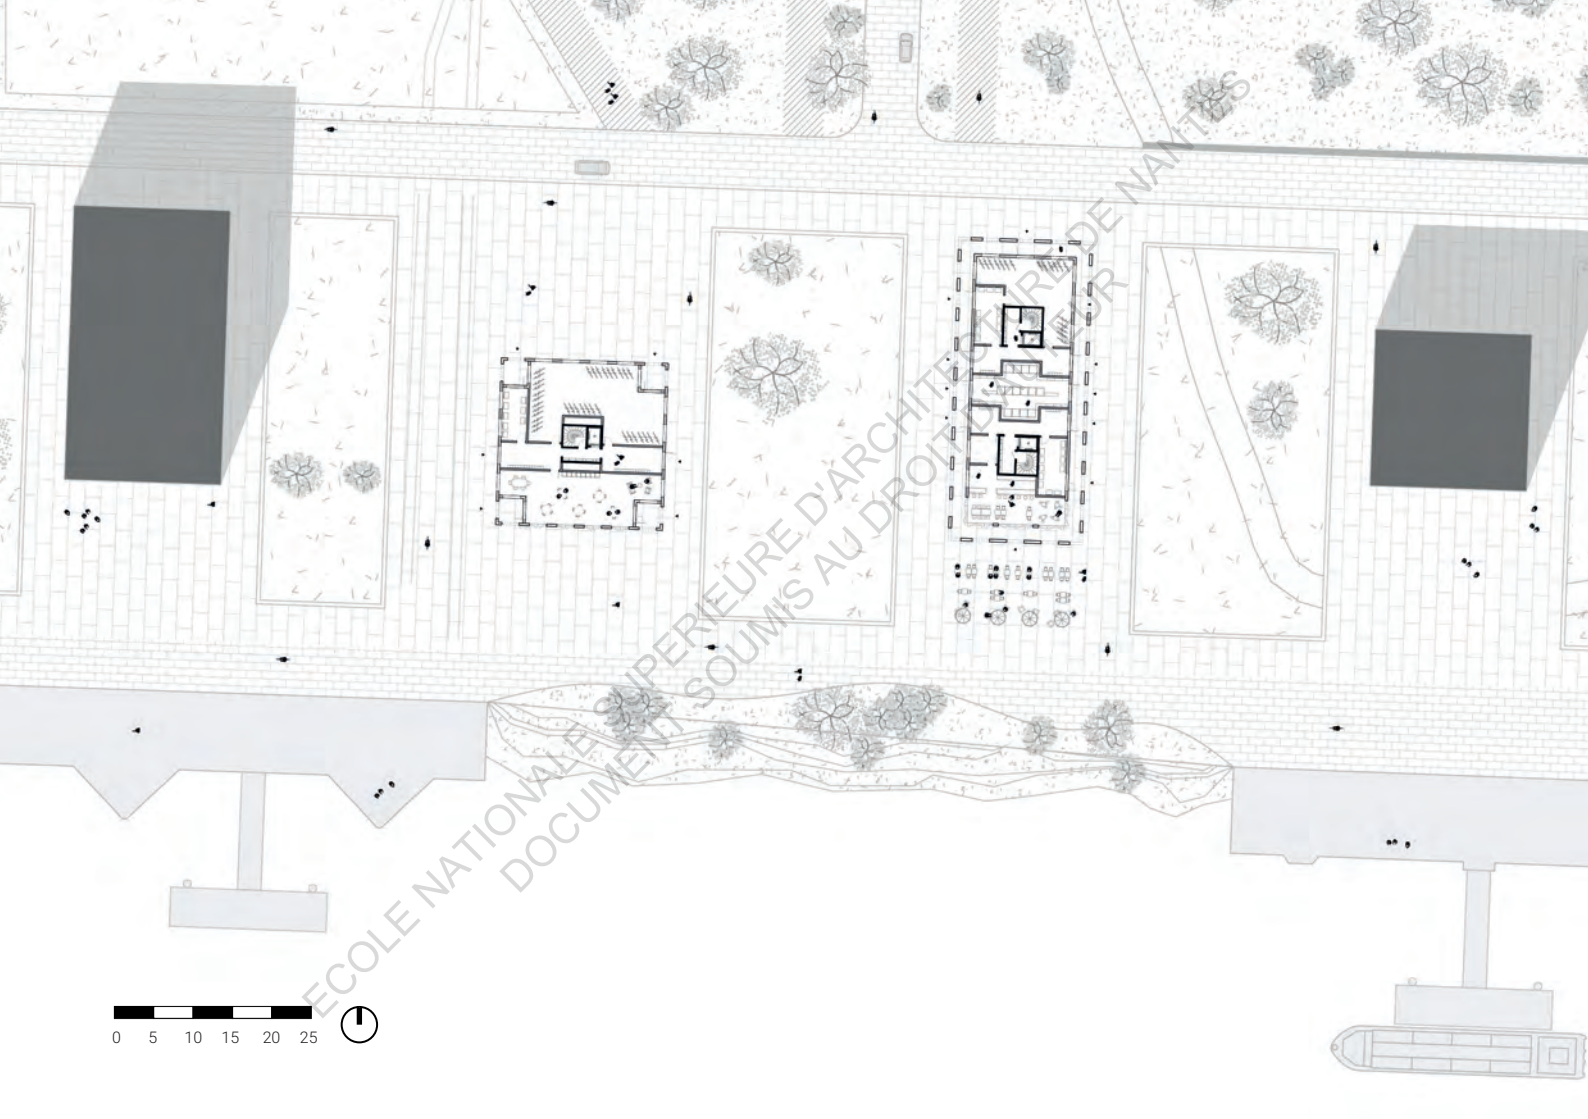 ECOLE NATIONALE SUPERIEURE D'ARCHITECTURE DE NANTES
DOCUMENT SOUMIS AU DROIT D'AUTEUR
0 5 10 15 20 25